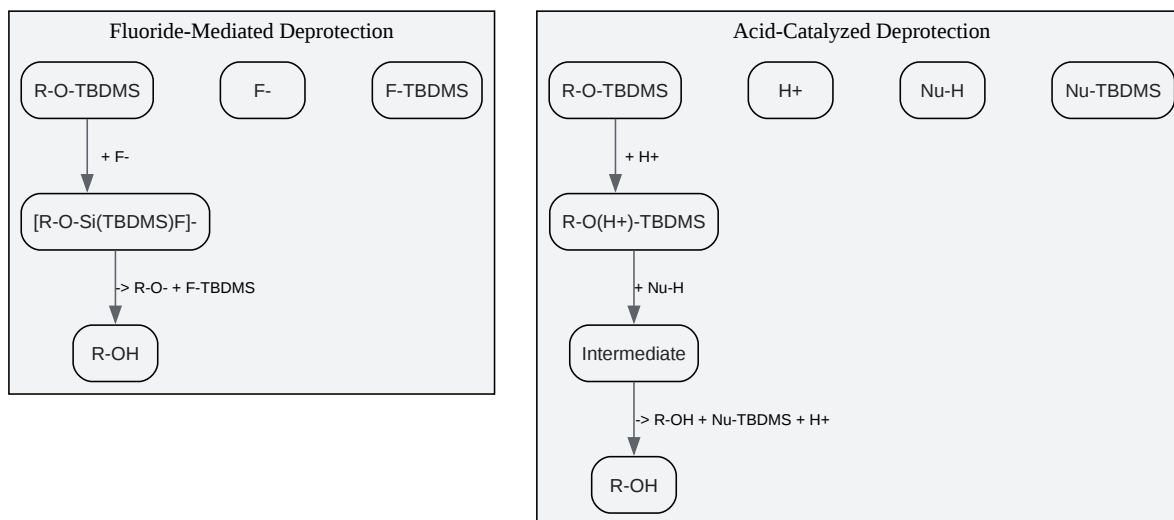 Fluoride-Mediated Deprotection
R-O-TBDMS
F-
F-TBDMS
+ F-
[R-O-Si(TBDMS)F]-
-> R-O- + F-TBDMS
R-OH
Acid-Catalyzed Deprotection
R-O-TBDMS
H+
Nu-H
Nu-TBDMS
+ H+
R-O(H+)-TBDMS
+ Nu-H
Intermediate
-> R-OH + Nu-TBDMS + H+
R-OH